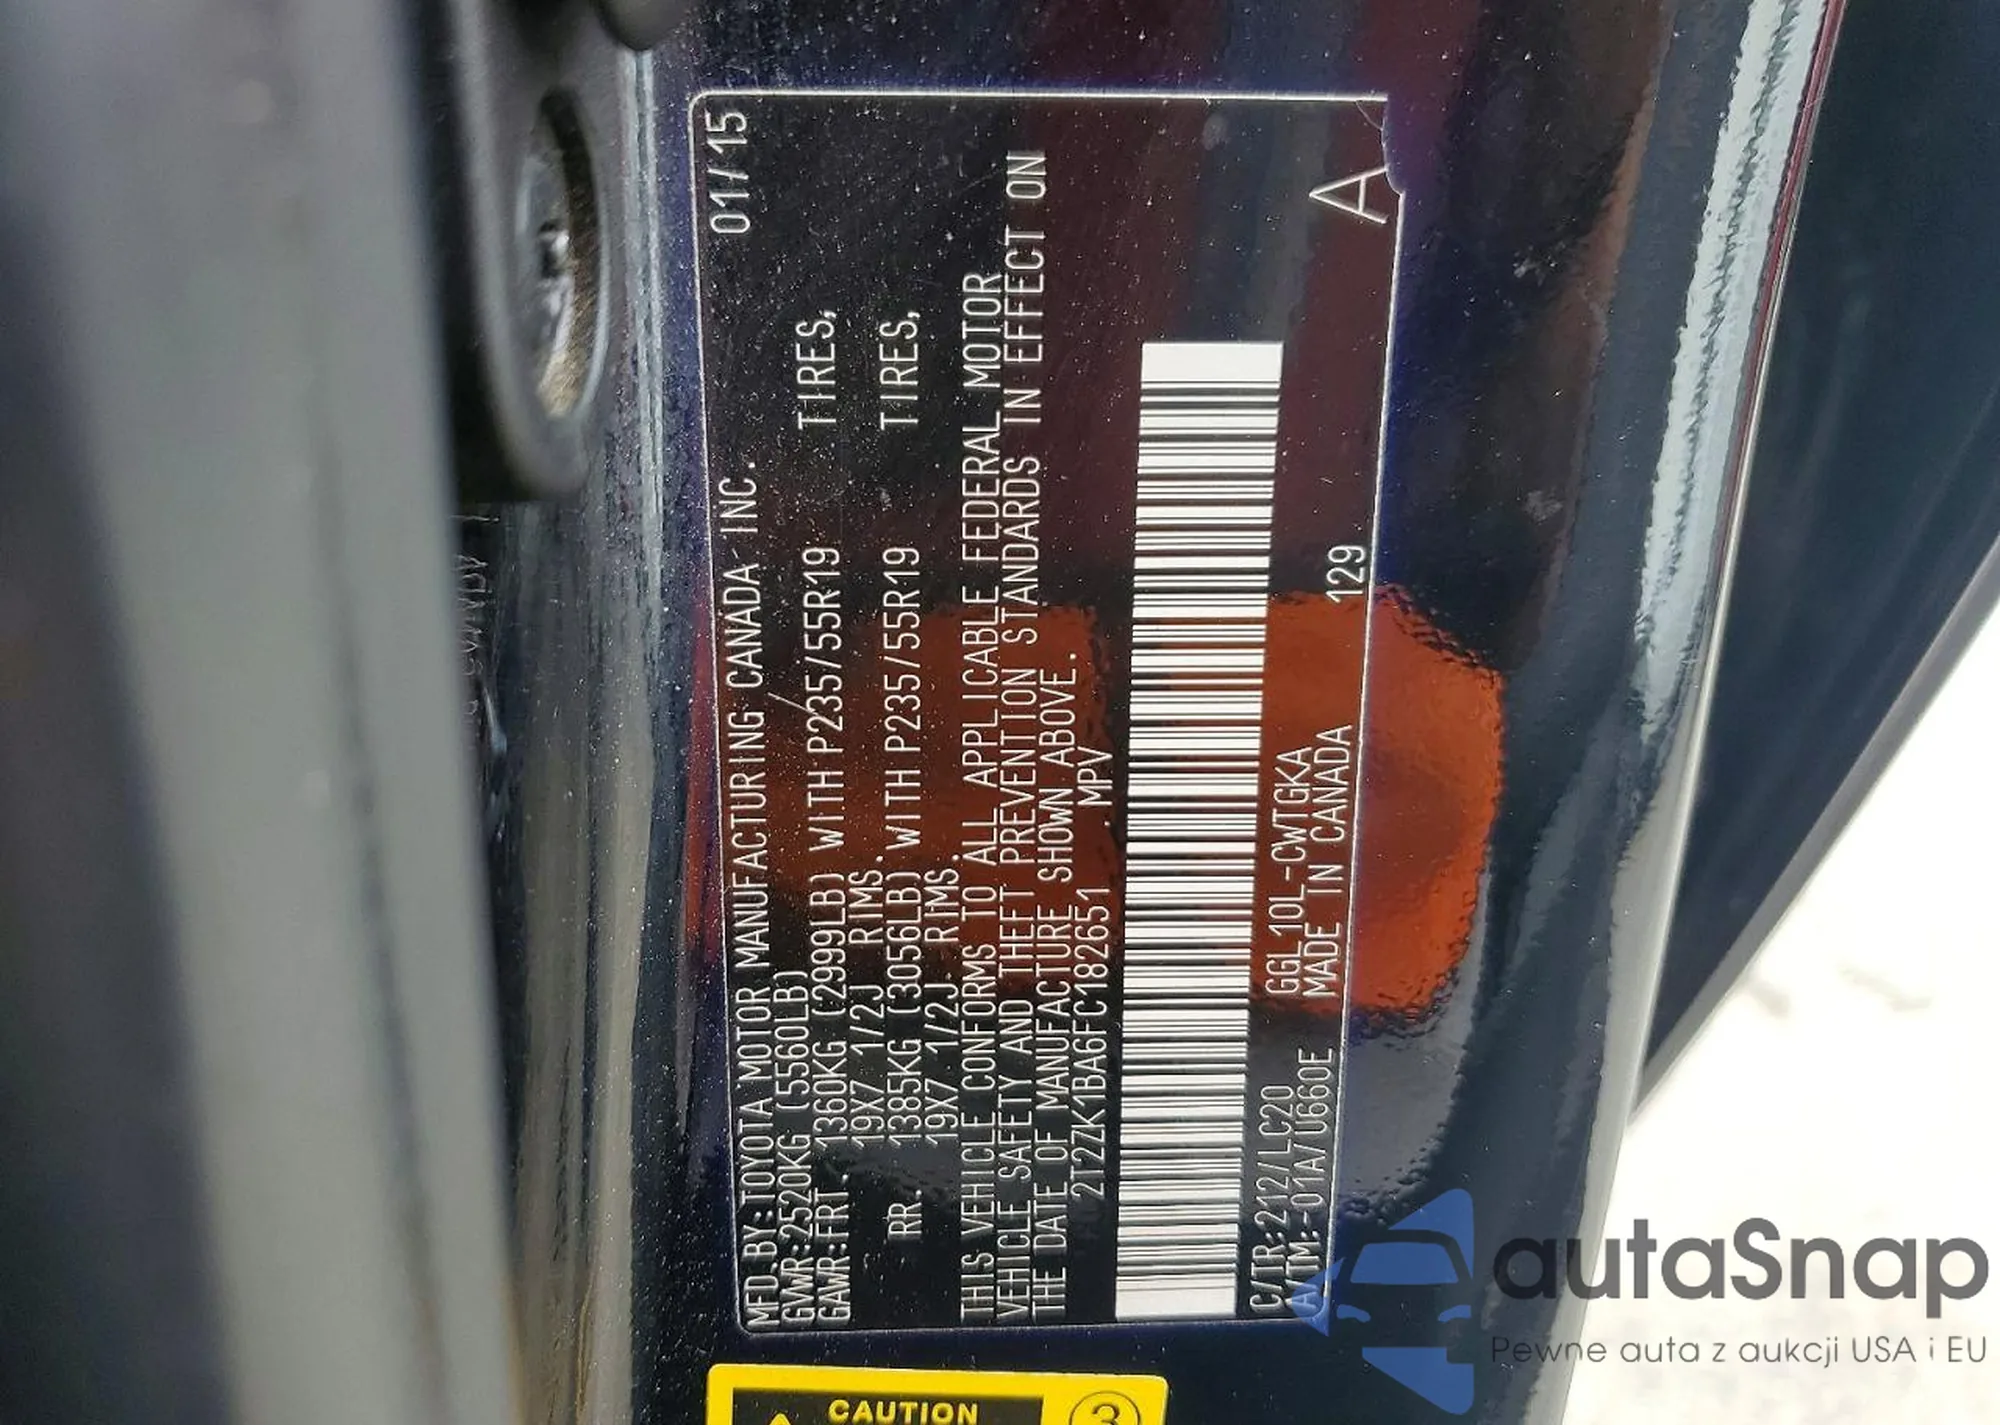 MFD.BY:TOYOTA MOTOR MANUFACTURING CANADA INC. 01/15
GVWR:2520KG (5560LB)
GAWR:FRT. 1360KG (2999LB) WITH P235/55R19 TIRES,
19X7 1/2J RIMS.
RR. 1385KG (3056LB) WITH P235/55R19 TIRES,
19X7 1/2J RIMS.
THIS VEHICLE CONFORMS TO ALL APPLICABLE FEDERAL MOTOR
VEHICLE SAFETY AND THEFT PREVENTION STANDARDS IN EFFECT ON
THE DATE OF MANUFACTURE SHOWN ABOVE.
2T2ZK1BA6FC182651 . MPV
C/TR:212/LC20 GGL10L-CWTGKA
A/TM:-01A/U660E MADE IN CANADA 129 A
CAUTION 3
autaSnap
Pewne auta z aukcji USA i EU